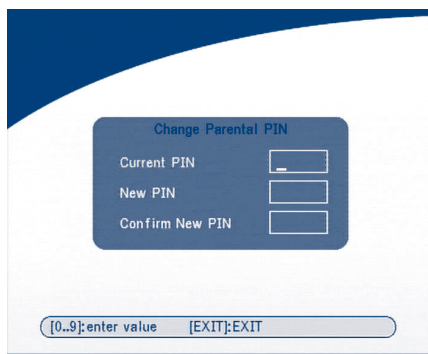 Change Parental PIN
Current PIN
New PIN
Confirm New PIN
[0..9]:enter value [EXIT]:EXIT